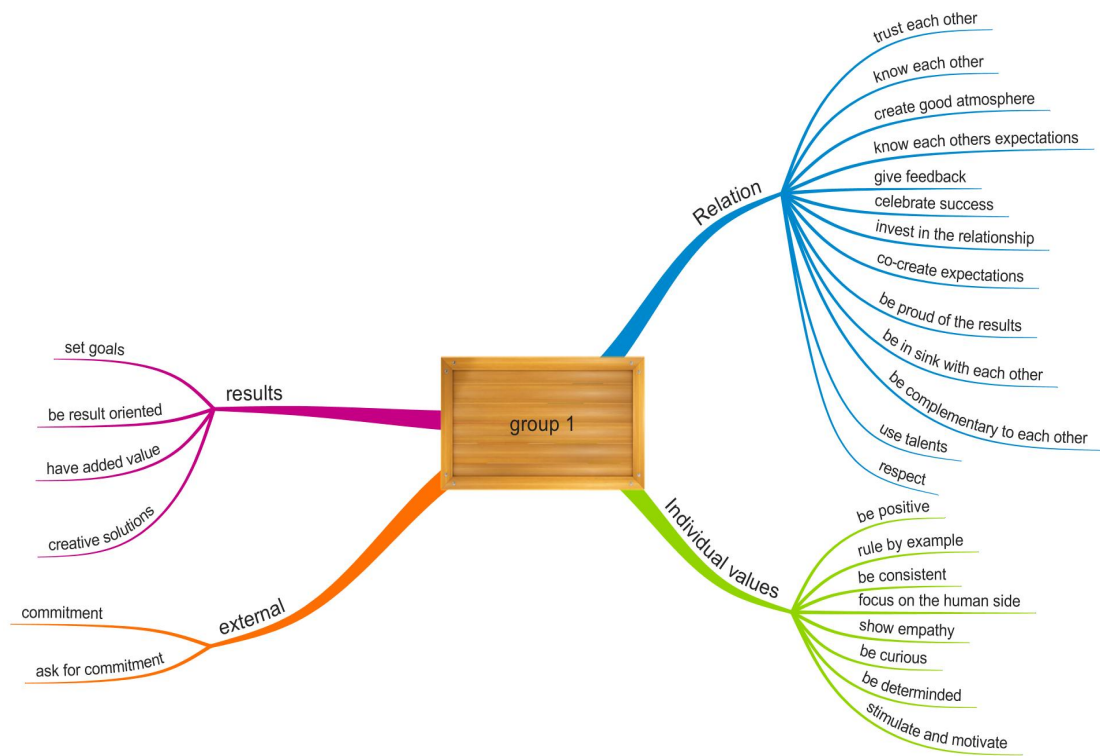 group 1
Relation
trust each other
know each other
create good atmosphere
know each others expectations
give feedback
celebrate success
invest in the relationship
co-create expectations
be proud of the results
be in sink with each other
be complementary to each other
use talents
respect
Individual values
be positive
rule by example
be consistent
focus on the human side
show empathy
be curious
be determinded
stimulate and motivate
results
set goals
be result oriented
have added value
creative solutions
external
commitment
ask for commitment